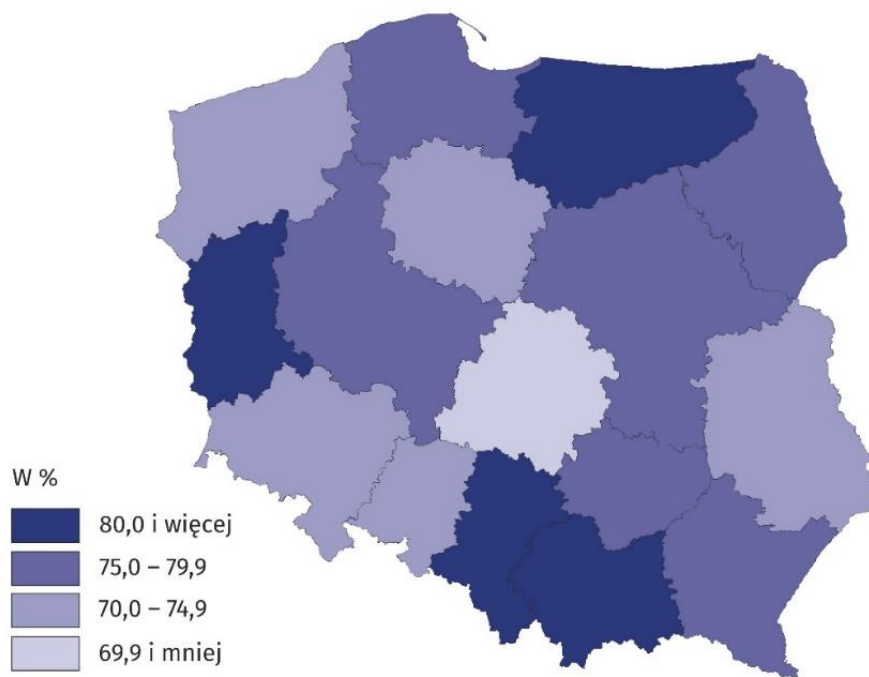 W %
80,0 i więcej
75,0 – 79,9
70,0 – 74,9
69,9 i mniej